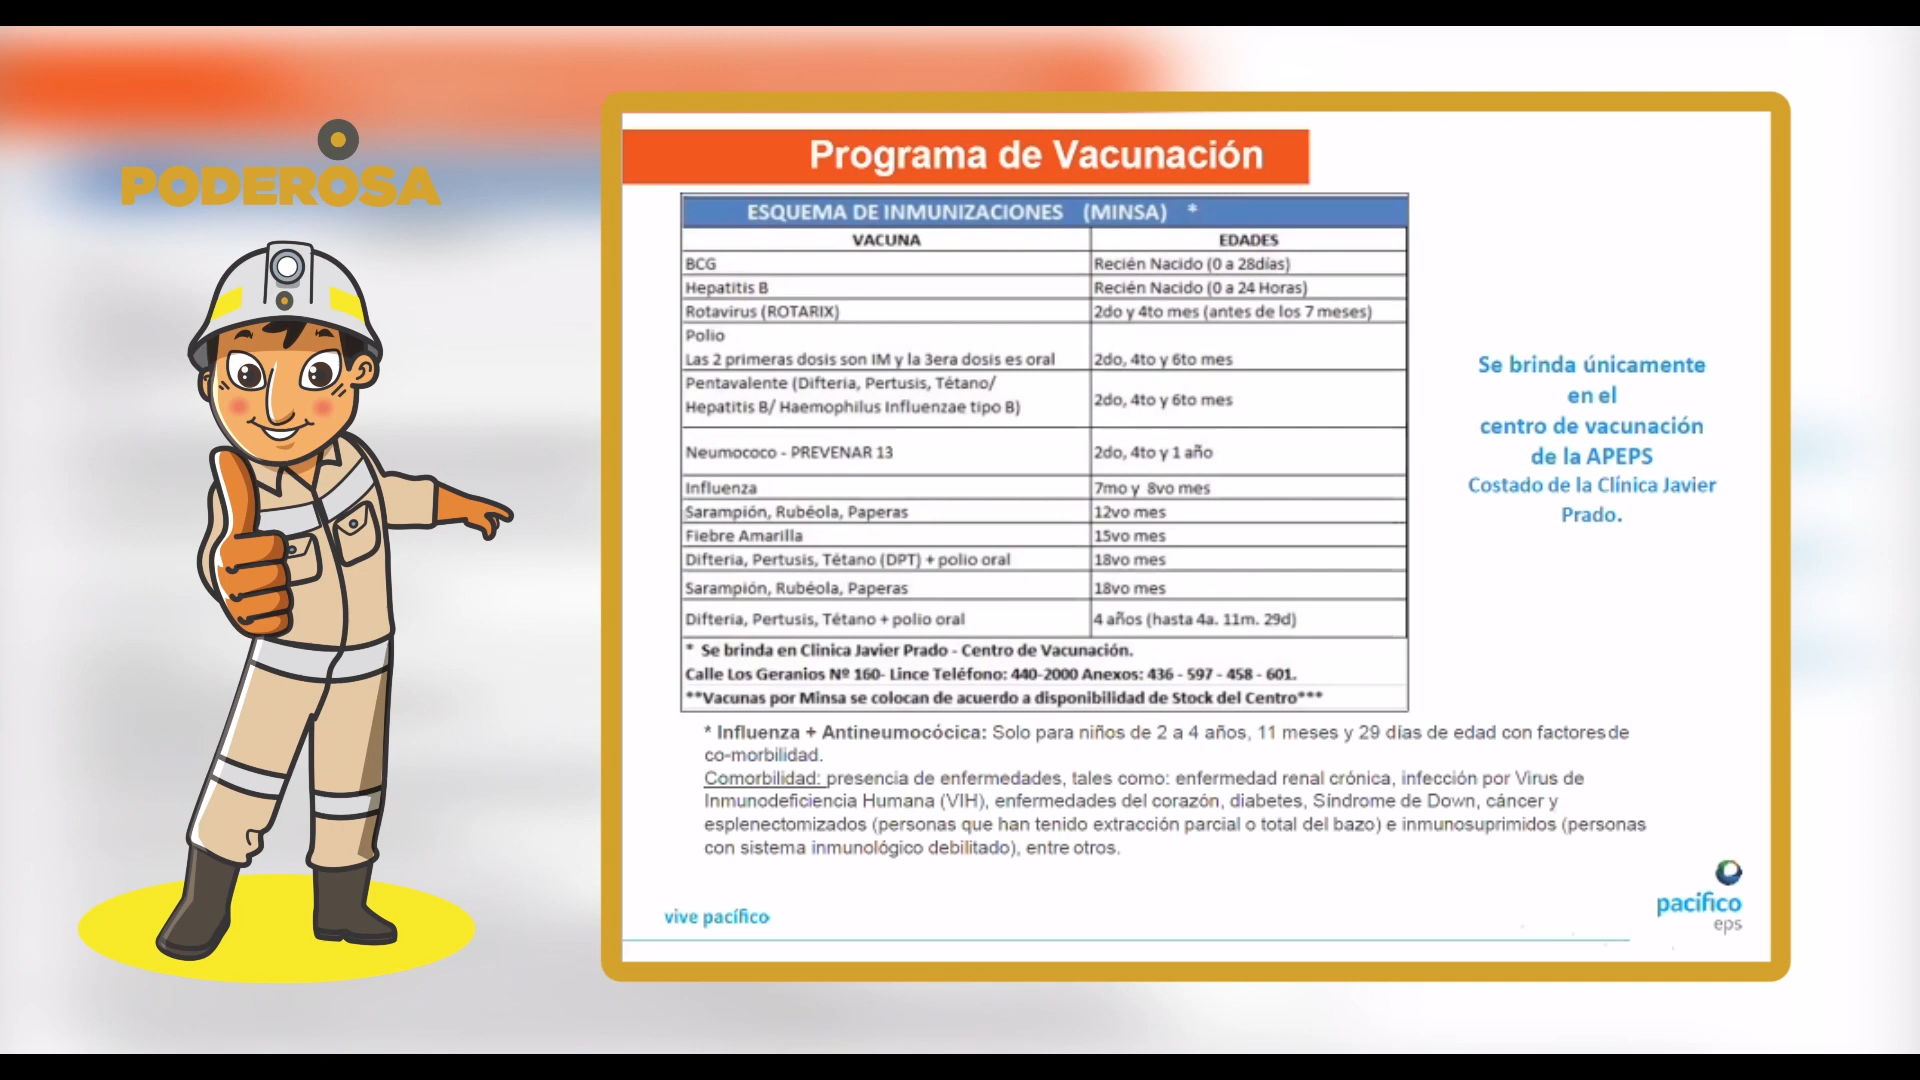 PODEROSA
Programa de Vacunación
ESQUEMA DE INMUNIZACIONES (MINSA) *
VACUNA EDADES
BCG Recién Nacido (0 a 28días)
Hepatitis B Recién Nacido (0 a 24 Horas)
Rotavirus (ROTARIX) 2do y 4to mes (antes de los 7 meses)
Polio
Las 2 primeras dosis son IM y la 3era dosis es oral 2do, 4to y 6to mes
Pentavalente (Difteria, Pertusis, Tétano/
Hepatitis B/ Haemophilus Influenzae tipo B) 2do, 4to y 6to mes
Neumococo - PREVENAR 13 2do, 4to y 1 año
Influenza 7mo y 8vo mes
Sarampión, Rubéola, Paperas 12vo mes
Fiebre Amarilla 15vo mes
Difteria, Pertusis, Tétano (DPT) + polio oral 18vo mes
Sarampión, Rubéola, Paperas 18vo mes
Difteria, Pertusis, Tétano + polio oral 4 años (hasta 4a. 11m. 29d)
* Se brinda en Clinica Javier Prado - Centro de Vacunación.
Calle Los Geranios Nº 160- Lince Teléfono: 440-2000 Anexos: 436 - 597 - 458 - 601.
**Vacunas por Minsa se colocan de acuerdo a disponibilidad de Stock del Centro***
Se brinda únicamente
en el
centro de vacunación
de la APEPS
Costado de la Clínica Javier
Prado.
* Influenza + Antineumocócica: Solo para niños de 2 a 4 años, 11 meses y 29 días de edad con factores de
co-morbilidad.
Comorbilidad: presencia de enfermedades, tales como: enfermedad renal crónica, infección por Virus de
Inmunodeficiencia Humana (VIH), enfermedades del corazón, diabetes, Síndrome de Down, cáncer y
esplenectomizados (personas que han tenido extracción parcial o total del bazo) e inmunosuprimidos (personas
con sistema inmunológico debilitado), entre otros.
vive pacífico
pacifico
eps